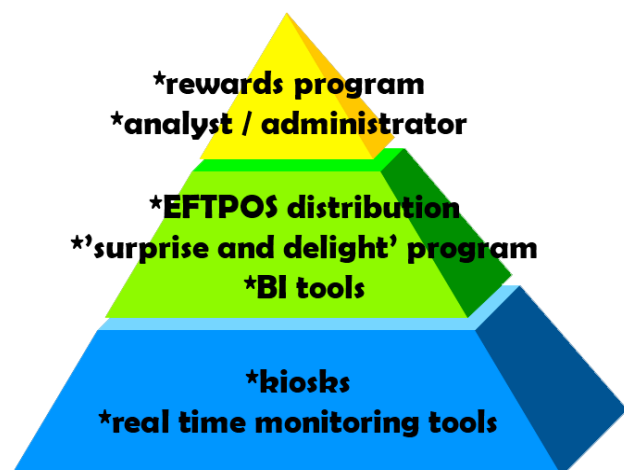 *rewards program
*analyst / administrator
*EFTPOS distribution
*'surprise and delight' program
*BI tools
*kiosks
*real time monitoring tools